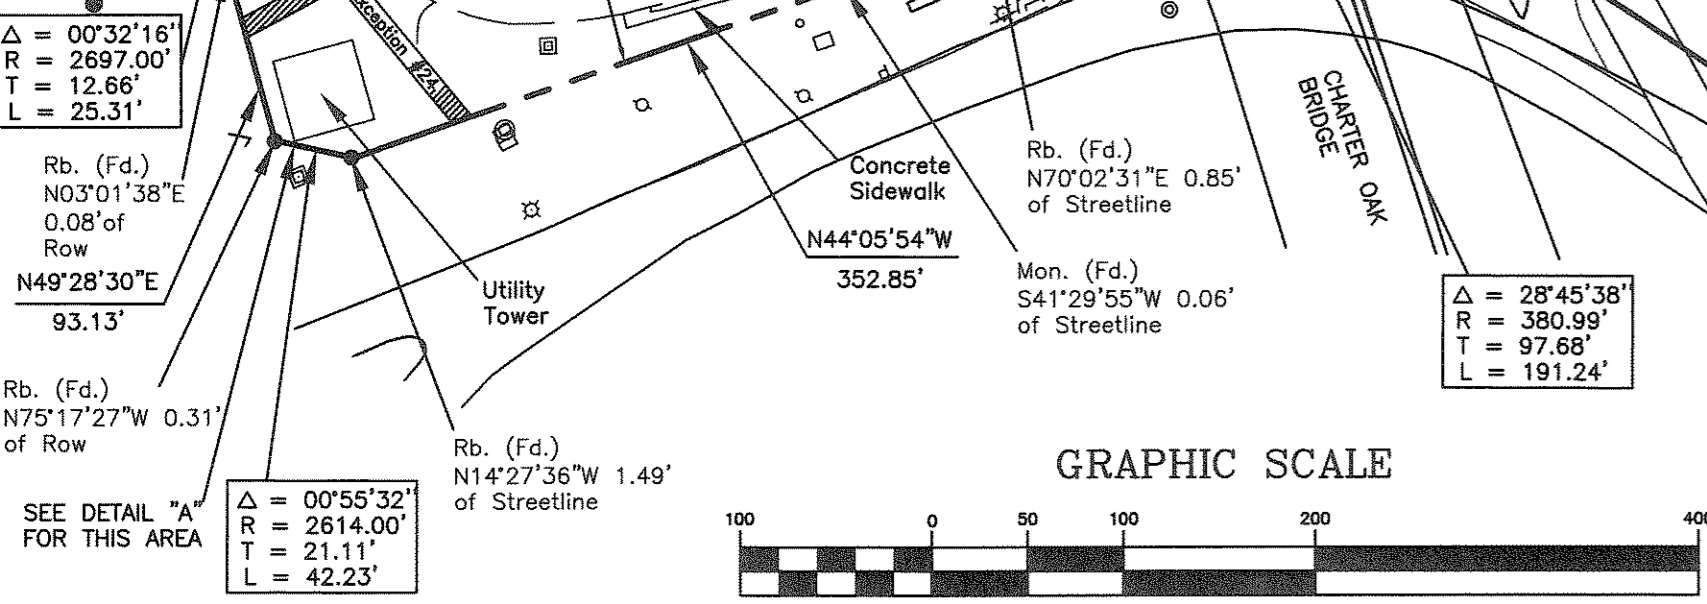 Δ = 00°32'16"
R = 2697.00'
T = 12.66'
L = 25.31'
Exception #24
Rb. (Fd.)
N03°01'38"E
0.08'of
Row
N49°28'30"E
93.13'
Utility
Tower
Concrete
Sidewalk
N44°05'54"W
352.85'
Rb. (Fd.)
N70°02'31"E 0.85'
of Streetline
Mon. (Fd.)
S41°29'55"W 0.06'
of Streetline
CHARTER OAK
BRIDGE
Δ = 28°45'38"
R = 380.99'
T = 97.68'
L = 191.24'
Rb. (Fd.)
N75°17'27"W 0.31'
of Row
SEE DETAIL "A"
FOR THIS AREA
Δ = 00°55'32"
R = 2614.00'
T = 21.11'
L = 42.23'
Rb. (Fd.)
N14°27'36"W 1.49'
of Streetline
GRAPHIC SCALE
100 0 50 100 200 400